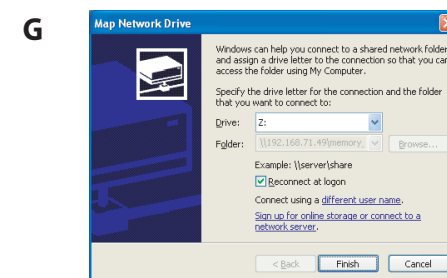 G
Map Network Drive
Windows can help you connect to a shared network folder
and assign a drive letter to the connection so that you can
access the folder using My Computer.
Specify the drive letter for the connection and the folder
that you want to connect to:
Drive: Z:
Folder: \\192.168.71.49\memory_ Browse...
Example: \\server\share
Reconnect at logon
Connect using a different user name.
Sign up for online storage or connect to a
network server.
< Back Finish Cancel